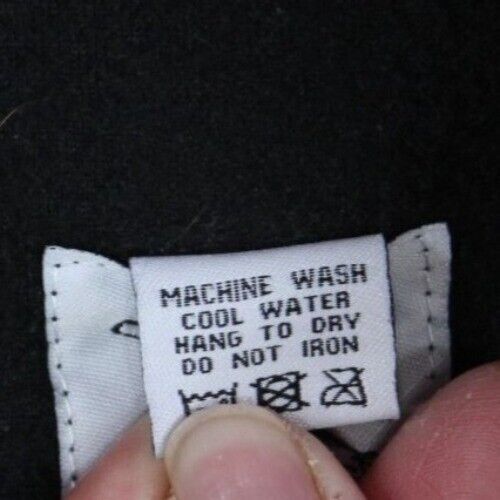 MACHINE WASH
COOL WATER
HANG TO DRY
DO NOT IRON